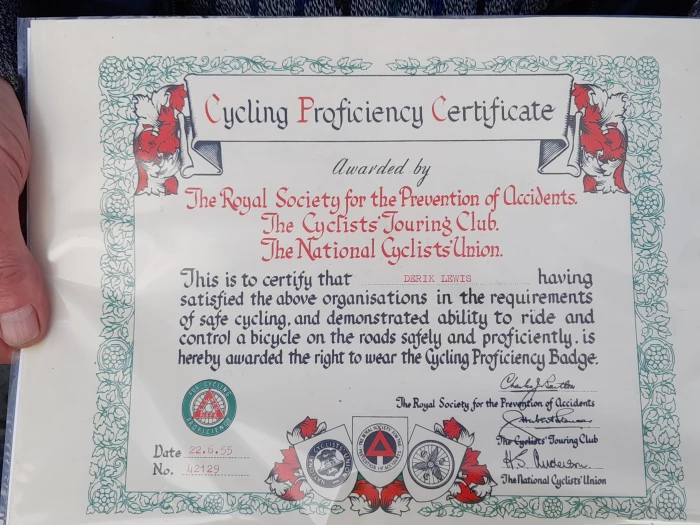 Cycling Proficiency Certificate
Awarded by
The Royal Society for the Prevention of Accidents.
The Cyclists' Touring Club.
The National Cyclists' Union.
This is to certify that DERIK LEWIS having
satisfied the above organisations in the requirements
of safe cycling, and demonstrated ability to ride and
control a bicycle on the roads safely and proficiently, is
hereby awarded the right to wear the Cycling Proficiency Badge.
FOR CYCLING
PROFICIENCY
The Royal Society for the Prevention of Accidents
The Cyclists' Touring Club
The National Cyclists' Union
Date 22.6.55
No. 42129